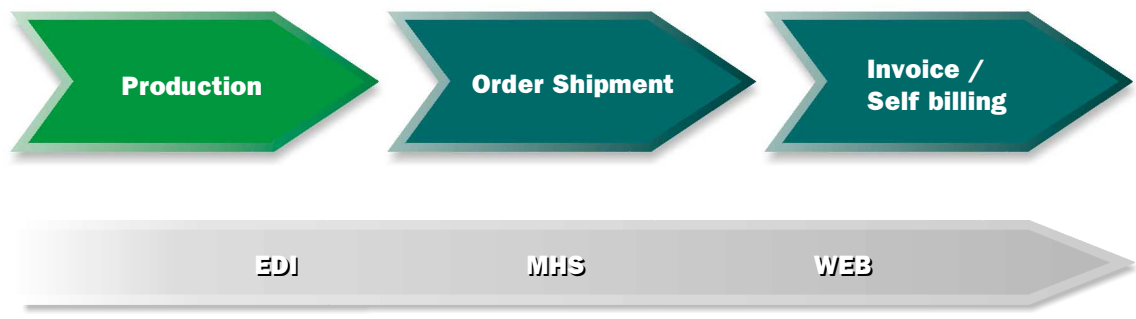 Production
Order Shipment
Invoice /
Self billing
EDI
MHS
WEB